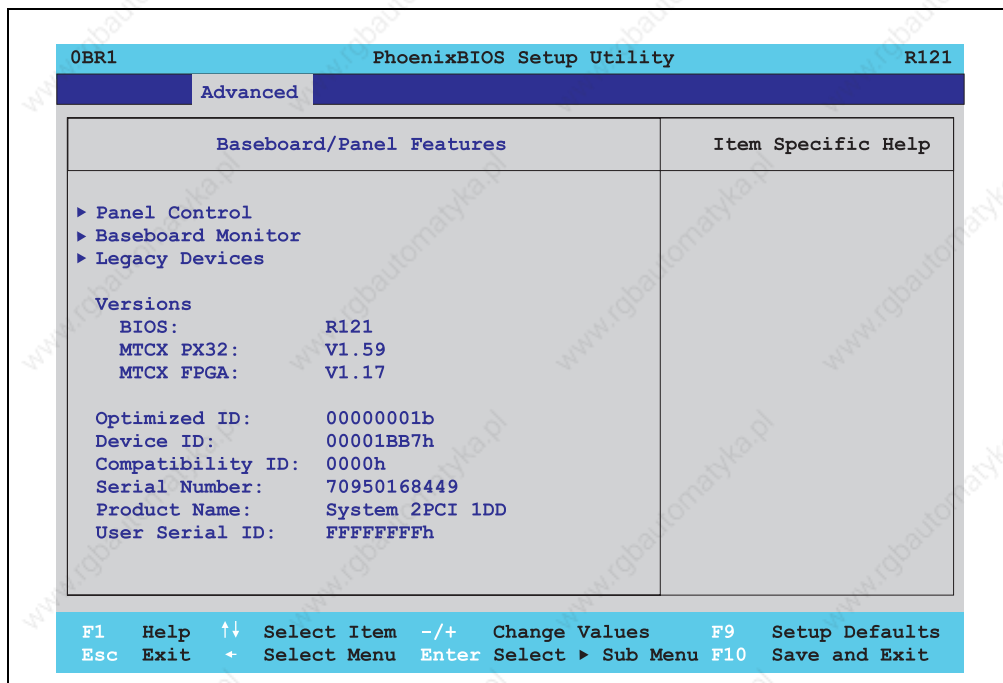 0BR1 PhoenixBIOS Setup Utility R121
Advanced
Baseboard/Panel Features Item Specific Help
▶ Panel Control
▶ Baseboard Monitor
▶ Legacy Devices
Versions
BIOS: R121
MTCX PX32: V1.59
MTCX FPGA: V1.17
Optimized ID: 00000001b
Device ID: 00001BB7h
Compatibility ID: 0000h
Serial Number: 70950168449
Product Name: System 2PCI 1DD
User Serial ID: FFFFFFFFh
F1 Help ↑↓ Select Item -/+ Change Values F9 Setup Defaults
Esc Exit ← Select Menu Enter Select ▶ Sub Menu F10 Save and Exit
www.rgbautomatyka.pl